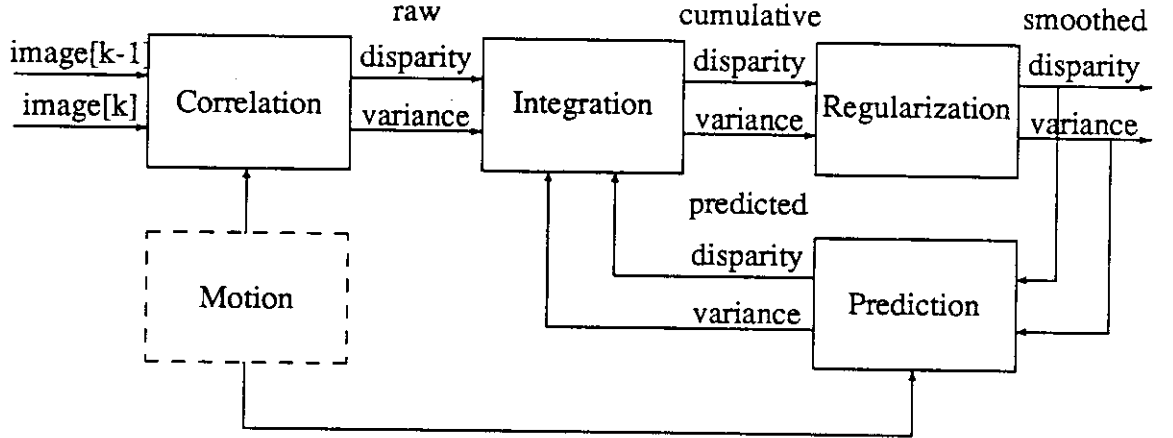 raw
cumulative
smoothed
image[k-1]
disparity
disparity
disparity
image[k]
Correlation
Integration
Regularization
variance
variance
variance
predicted
disparity
Motion
Prediction
variance